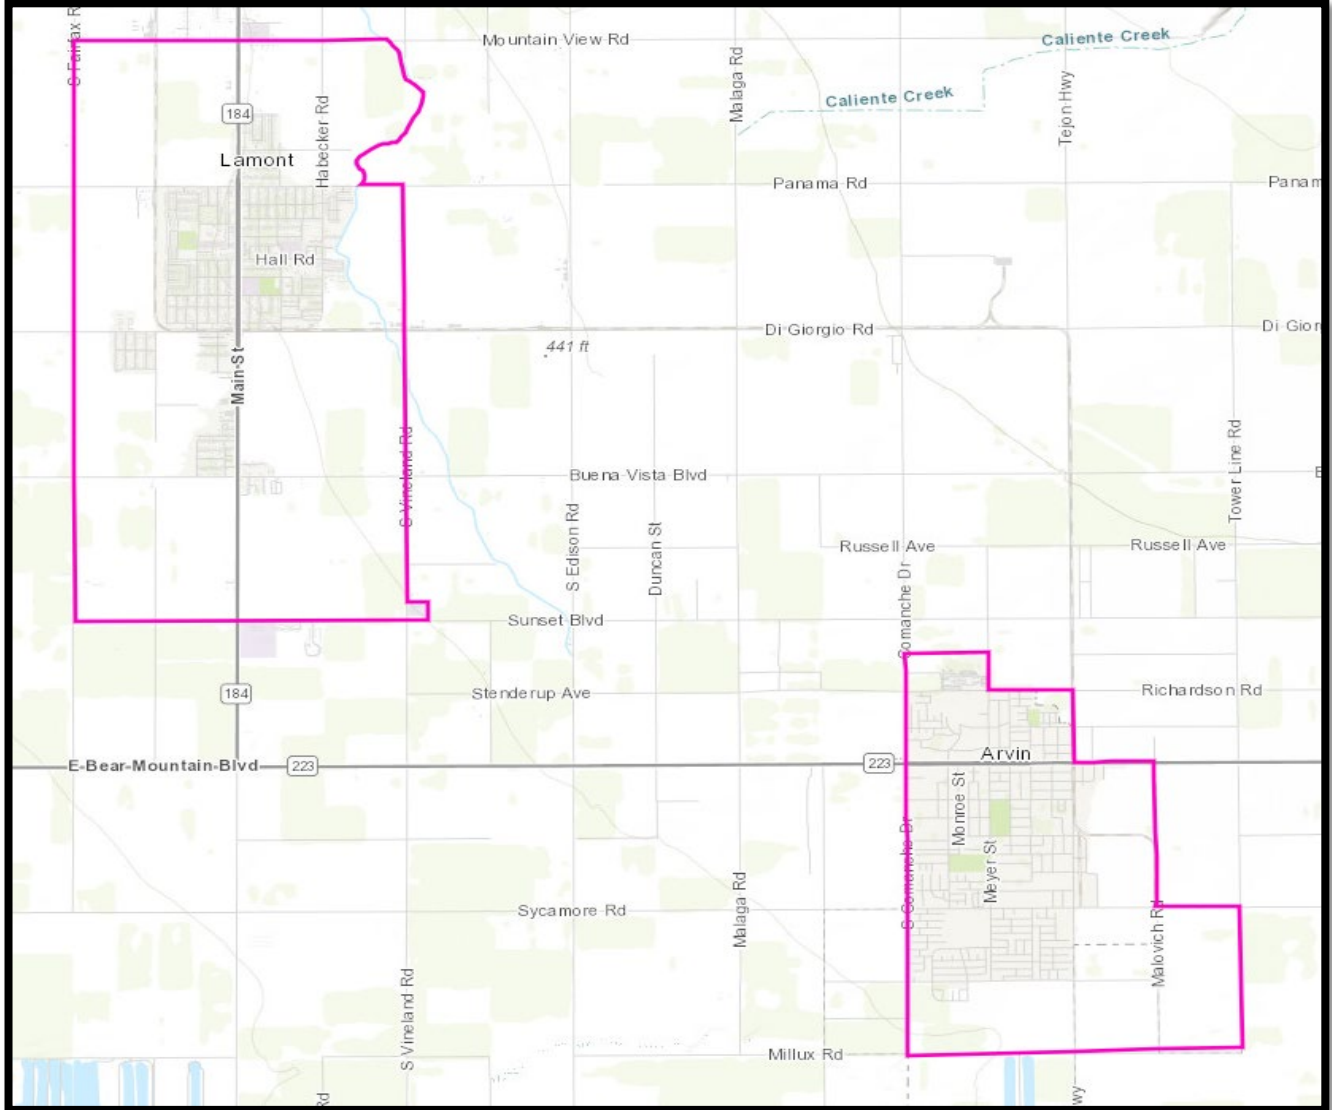 S Fairfax R
Mountain View Rd
Caliente Creek
Malaga Rd
Caliente Creek
Tejon Hwy
184
Habecker Rd
Lamont
Panama Rd
Panam
Hall Rd
Di Giorgio Rd
Di Gior
441 ft
Main St
S Vineland Rd
Buena Vista Blvd
Tower Line Rd
S Edison Rd
Duncan St
Russell Ave
Russell Ave
Comanche Dr
Sunset Blvd
184
Stenderup Ave
Richardson Rd
E Bear Mountain Blvd
223
223
Arvin
Monroe St
Meyer St
S Comanche Dr
Malaga Rd
Sycamore Rd
Malovich Rd
S Vineland Rd
Millux Rd
Rd
wy